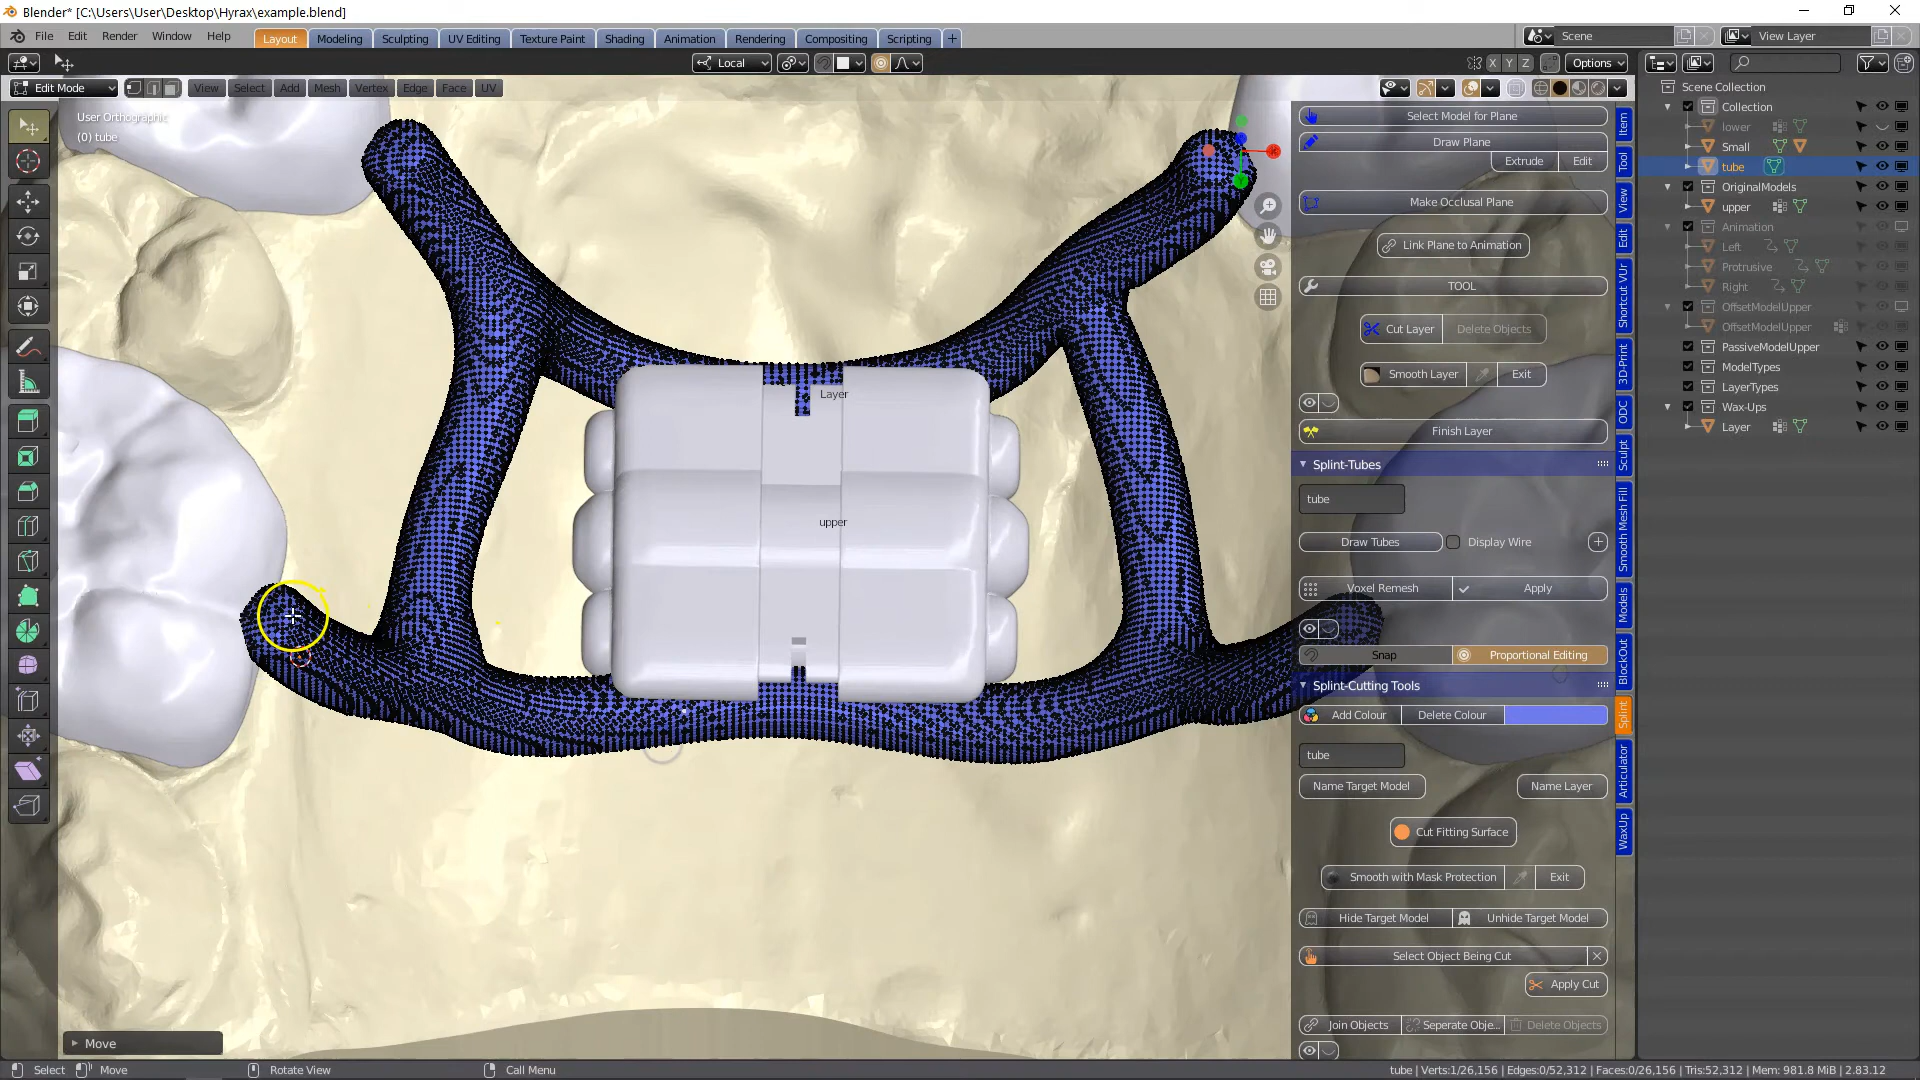 Blender* [C:\Users\User\Desktop\Hyrax\example.blend]
File Edit Render Window Help
Layout Modeling Sculpting UV Editing Texture Paint Shading Animation Rendering Compositing Scripting +
Scene View Layer
Local X Y Z Options
Edit Mode View Select Add Mesh Vertex Edge Face UV
User Orthographic
(0) tube
Layer
upper
Move
Select Model for Plane
Draw Plane
Extrude Edit
Make Occlusal Plane
Link Plane to Animation
TOOL
Cut Layer Delete Objects
Smooth Layer Exit
Finish Layer
Splint-Tubes
tube
Draw Tubes Display Wire
Voxel Remesh Apply
Snap Proportional Editing
Splint-Cutting Tools
Add Colour Delete Colour
tube
Name Target Model Name Layer
Cut Fitting Surface
Smooth with Mask Protection Exit
Hide Target Model Unhide Target Model
Select Object Being Cut
Apply Cut
Join Objects Seperate Obje... Delete Objects
Item
Tool
View
Edit
Shortcut VUr
3D-Print
ODC
Sculpt
Smooth Mesh Fill
Models
BlockOut
Splint
Articulator
WaxUp
Scene Collection
Collection
lower
Small
tube
OriginalModels
upper
Animation
Left
Protrusive
Right
OffsetModelUpper
OffsetModelUpper
PassiveModelUpper
ModelTypes
LayerTypes
Wax-Ups
Layer
Select Move Rotate View Call Menu
tube | Verts:1/26,156 | Edges:0/52,312 | Faces:0/26,156 | Tris:52,312 | Mem: 981.8 MiB | 2.83.12